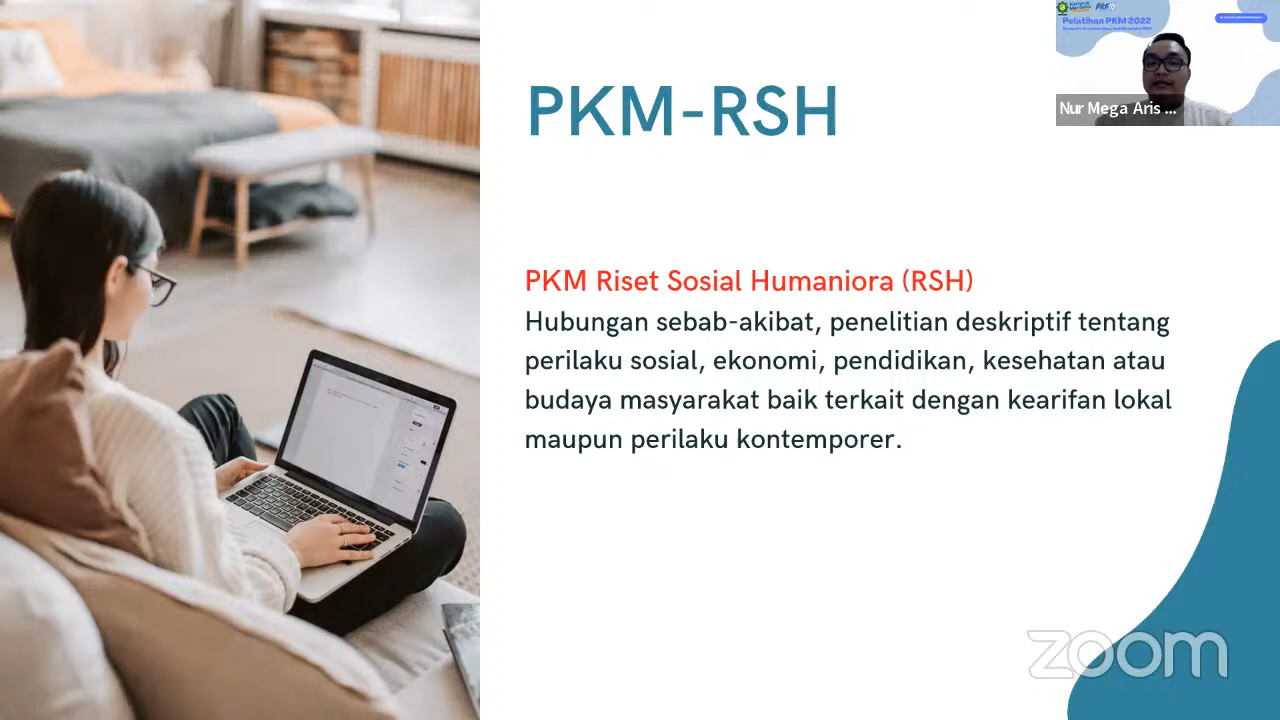 PKM-RSH
Pelatihan PKM 2022
Nur Mega Aris ...
PKM Riset Sosial Humaniora (RSH)
Hubungan sebab-akibat, penelitian deskriptif tentang
perilaku sosial, ekonomi, pendidikan, kesehatan atau
budaya masyarakat baik terkait dengan kearifan lokal
maupun perilaku kontemporer.
zoom